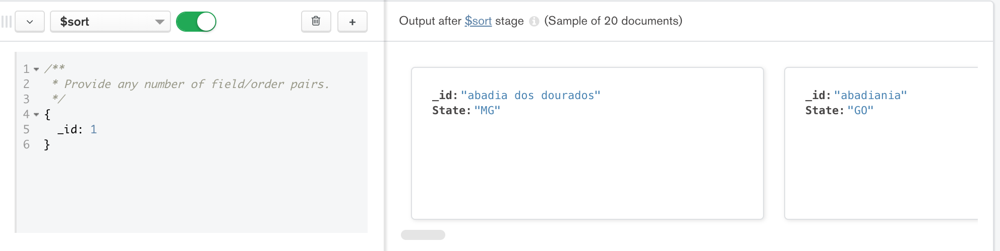 $sort
+
Output after $sort stage (Sample of 20 documents)
1 /**
2 * Provide any number of field/order pairs.
3 */
4 {
5 _id: 1
6 }
_id: "abadia dos dourados"
State: "MG"
_id: "abadiania"
State: "GO"